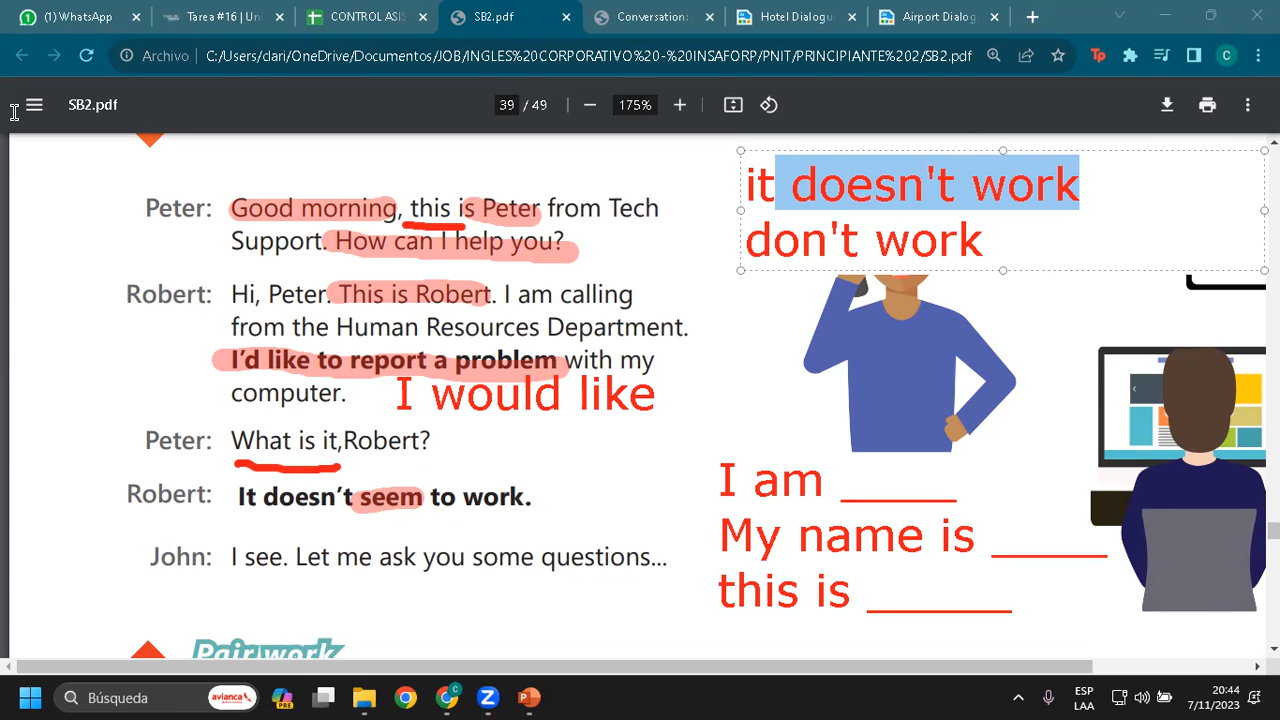 (1) WhatsApp
Tarea #16 | Uni
CONTROL ASIS
SB2.pdf
Conversation:
Hotel Dialogue
Airport Dialog
Archivo
C:/Users/clari/OneDrive/Documentos/JOB/INGLES%20CORPORATIVO%20-%20INSAFORP/PNIT/PRINCIPIANTE%202/SB2.pdf
Tp
C
SB2.pdf
39 / 49
175%
Peter: Good morning, this is Peter from Tech
Support. How can I help you?
Robert: Hi, Peter. This is Robert. I am calling
from the Human Resources Department.
I'd like to report a problem with my
computer.
I would like
Peter: What is it,Robert?
Robert: It doesn't seem to work.
John: I see. Let me ask you some questions...
Pair work
it doesn't work
don't work
I am _____
My name is _____
this is ______
Búsqueda
avianca
PRE
C
Z
P
ESP
LAA
20:44
7/11/2023